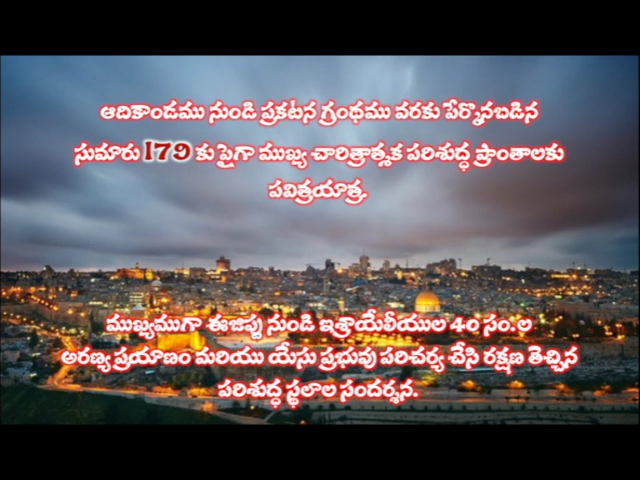 ఆదికాండము నుండి ప్రకటన గ్రంథము వరకు పేర్కొనబడిన
సుమారు 179 కు పైగా ముఖ్య చారిత్రాత్మక పరిశుద్ధ ప్రాంతాలకు
పవిత్రయాత్ర.
ముఖ్యముగా ఈజిప్టు నుండి ఇశ్రాయేలీయుల 40 సం.ల
అరణ్య ప్రయాణం మరియు యేసు ప్రభువు పరిచర్య చేసి రక్షణ తెచ్చిన
పరిశుద్ధ స్థలాల సందర్శన.